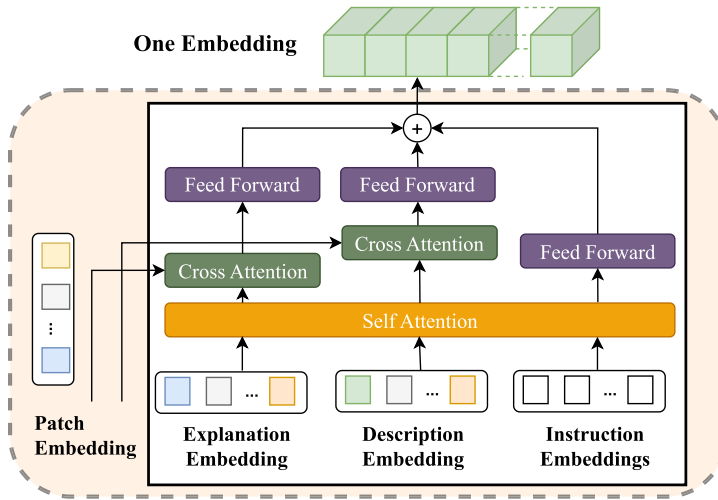 One Embedding
+
Feed Forward
Feed Forward
Cross Attention
Feed Forward
Cross Attention
Self Attention
...
...
...
...
Patch
Embedding
Explanation
Embedding
Description
Embedding
Instruction
Embeddings